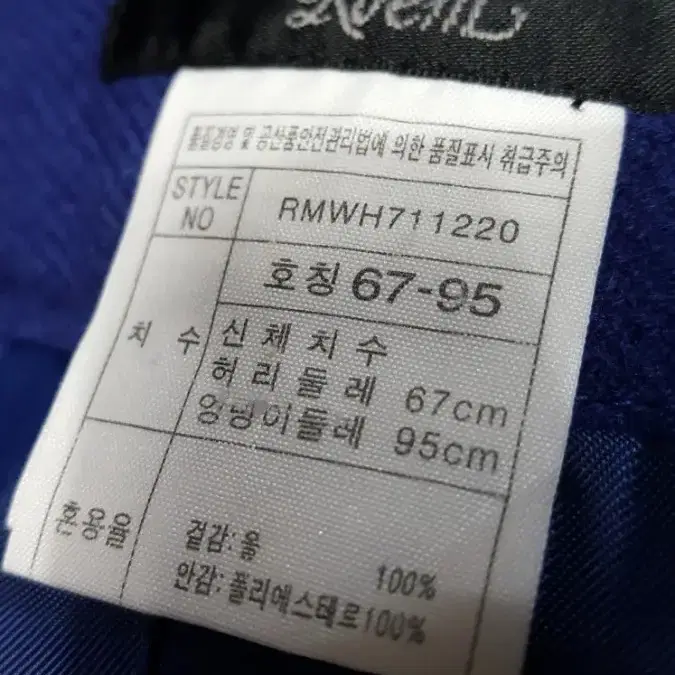 Roem
품질경영 및 공산품안전관리법에 의한 품질표시 취급주의
STYLE NO
RMWH711220
치 수
호칭 67-95
신 체 치 수
허 리 둘 레 67cm
엉덩이둘레 95cm
혼용율
겉감: 울 100%
안감: 폴리에스테르 100%